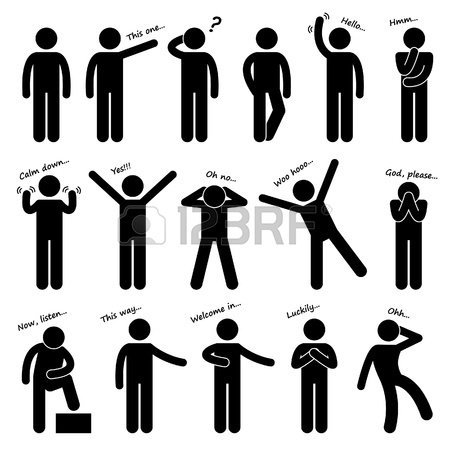 This one...
?
Hello...
Hmm...
Calm down...
Yes!!!
Oh no...
Woo hooo...
God, please...
123RF
Now, listen...
This way...
Welcome in...
Luckily...
Ohh...